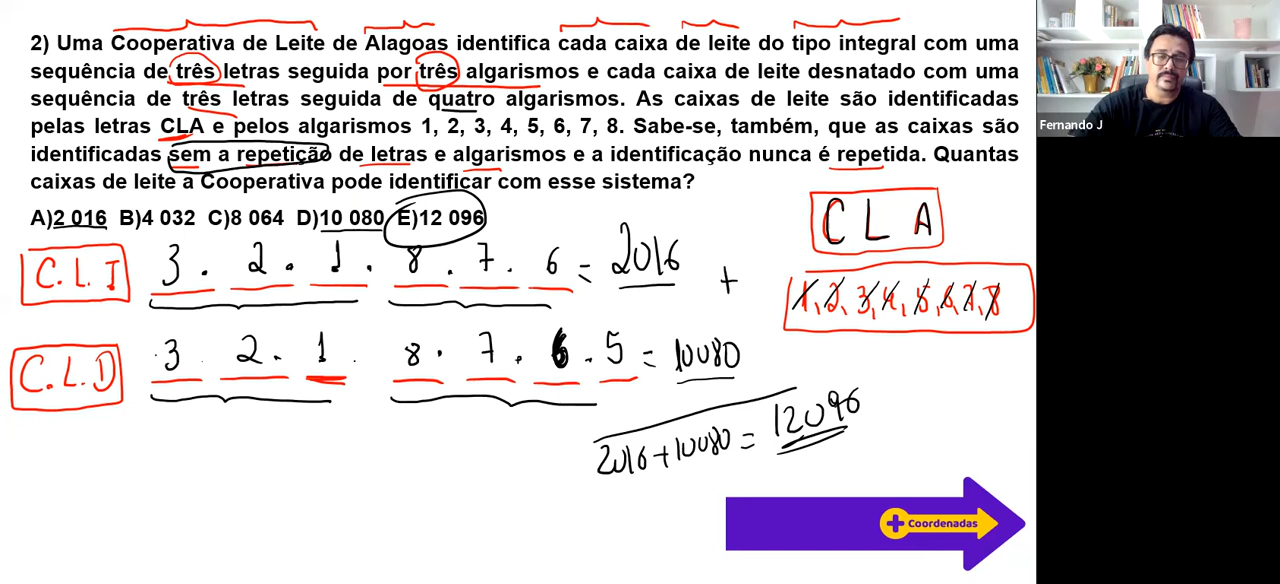 2) Uma Cooperativa de Leite de Alagoas identifica cada caixa de leite do tipo integral com uma
sequência de três letras seguida por três algarismos e cada caixa de leite desnatado com uma
sequência de três letras seguida de quatro algarismos. As caixas de leite são identificadas
pelas letras CLA e pelos algarismos 1, 2, 3, 4, 5, 6, 7, 8. Sabe-se, também, que as caixas são
identificadas sem a repetição de letras e algarismos e a identificação nunca é repetida. Quantas
caixas de leite a Cooperativa pode identificar com esse sistema?
A)2 016 B)4 032 C)8 064 D)10 080 E)12 096
C L A
C.L.I 3 . 2 . 1 . 8 . 7 . 6 = 2016 +
1, 2, 3, 4, 5, 6, 7, 8
C.L.D 3 . 2 . 1 . 8 . 7 . 6 . 5 = 10080
2016 + 10080 = 12096
+ Coordenadas
Fernando J